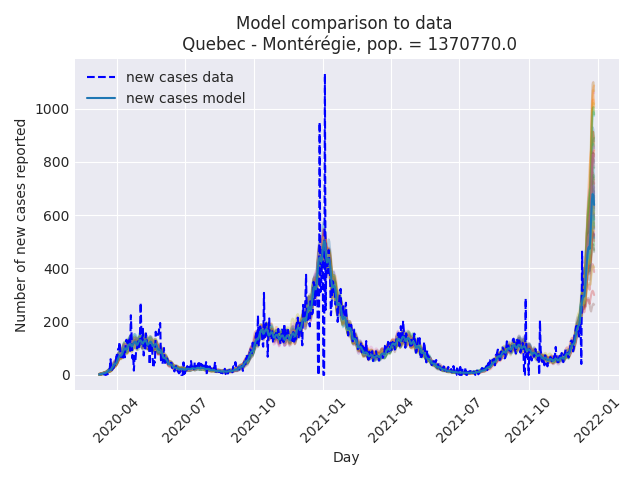 Model comparison to data
Quebec - Montérégie, pop. = 1370770.0
new cases data
new cases model
Number of new cases reported
1000
800
600
400
200
0
2020-04
2020-07
2020-10
2021-01
2021-04
2021-07
2021-10
2022-01
Day